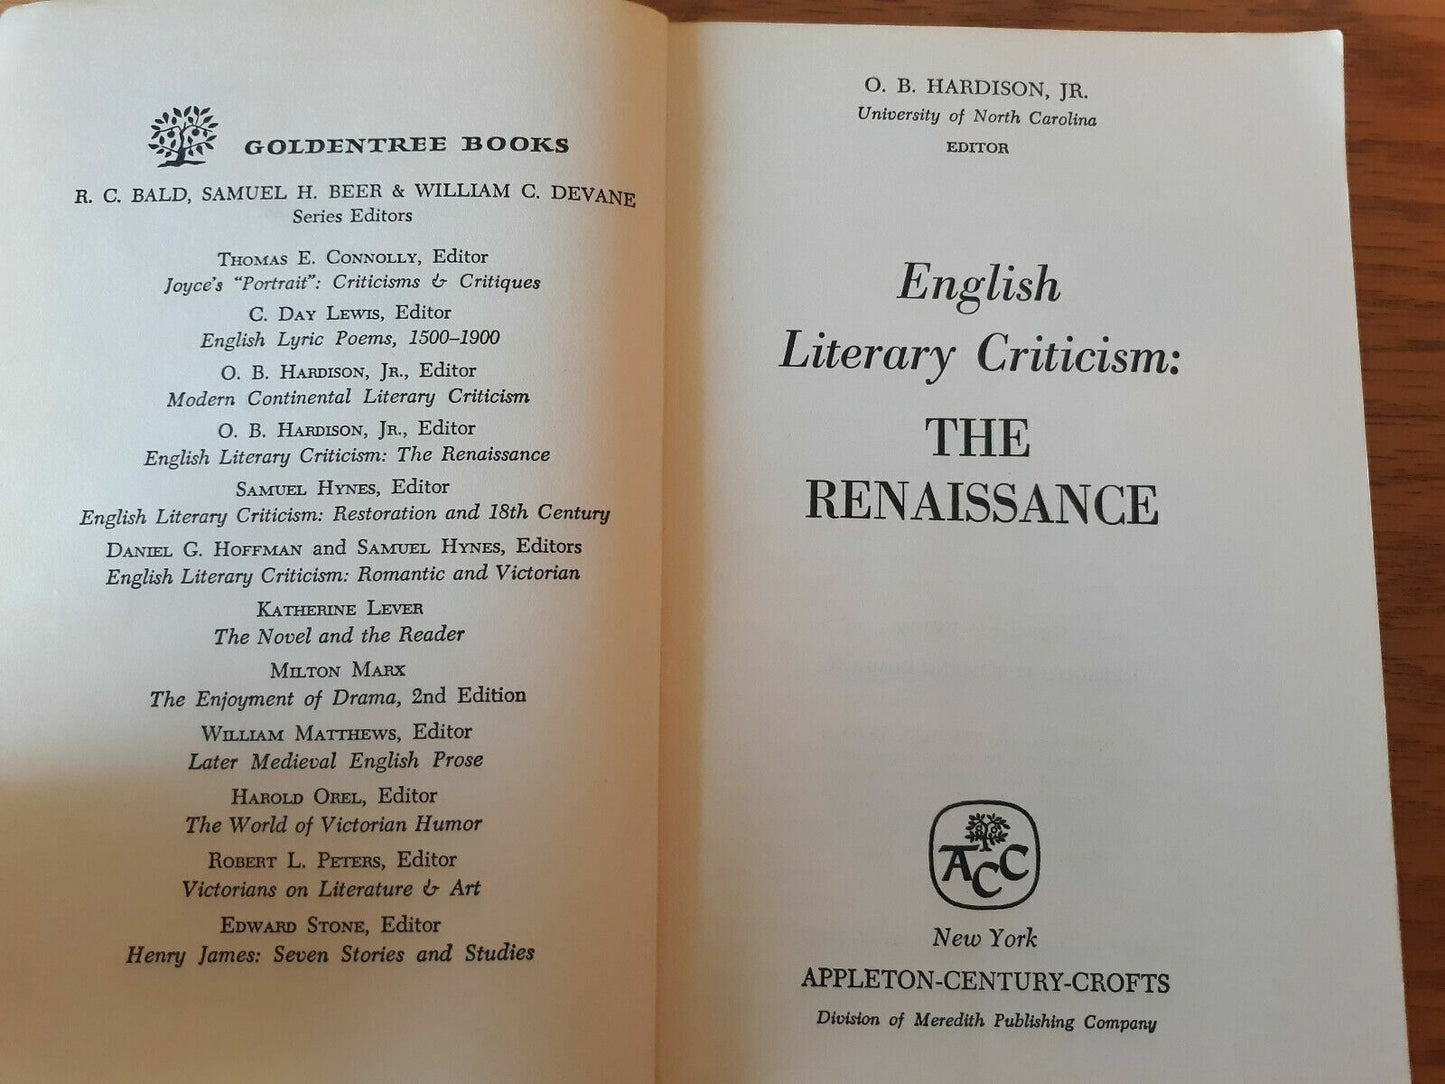 GOLDENTREE BOOKS
R. C. BALD, SAMUEL H. BEER & WILLIAM C. DEVANE
Series Editors
THOMAS E. CONNOLLY, Editor
Joyce's "Portrait": Criticisms & Critiques
C. DAY LEWIS, Editor
English Lyric Poems, 1500–1900
O. B. HARDISON, JR., Editor
Modern Continental Literary Criticism
O. B. HARDISON, JR., Editor
English Literary Criticism: The Renaissance
SAMUEL HYNES, Editor
English Literary Criticism: Restoration and 18th Century
DANIEL G. HOFFMAN and SAMUEL HYNES, Editors
English Literary Criticism: Romantic and Victorian
KATHERINE LEVER
The Novel and the Reader
MILTON MARX
The Enjoyment of Drama, 2nd Edition
WILLIAM MATTHEWS, Editor
Later Medieval English Prose
HAROLD OREL, Editor
The World of Victorian Humor
ROBERT L. PETERS, Editor
Victorians on Literature & Art
EDWARD STONE, Editor
Henry James: Seven Stories and Studies
O. B. HARDISON, JR.
University of North Carolina
EDITOR
English
Literary Criticism:
THE
RENAISSANCE
ACC
New York
APPLETON-CENTURY-CROFTS
Division of Meredith Publishing Company